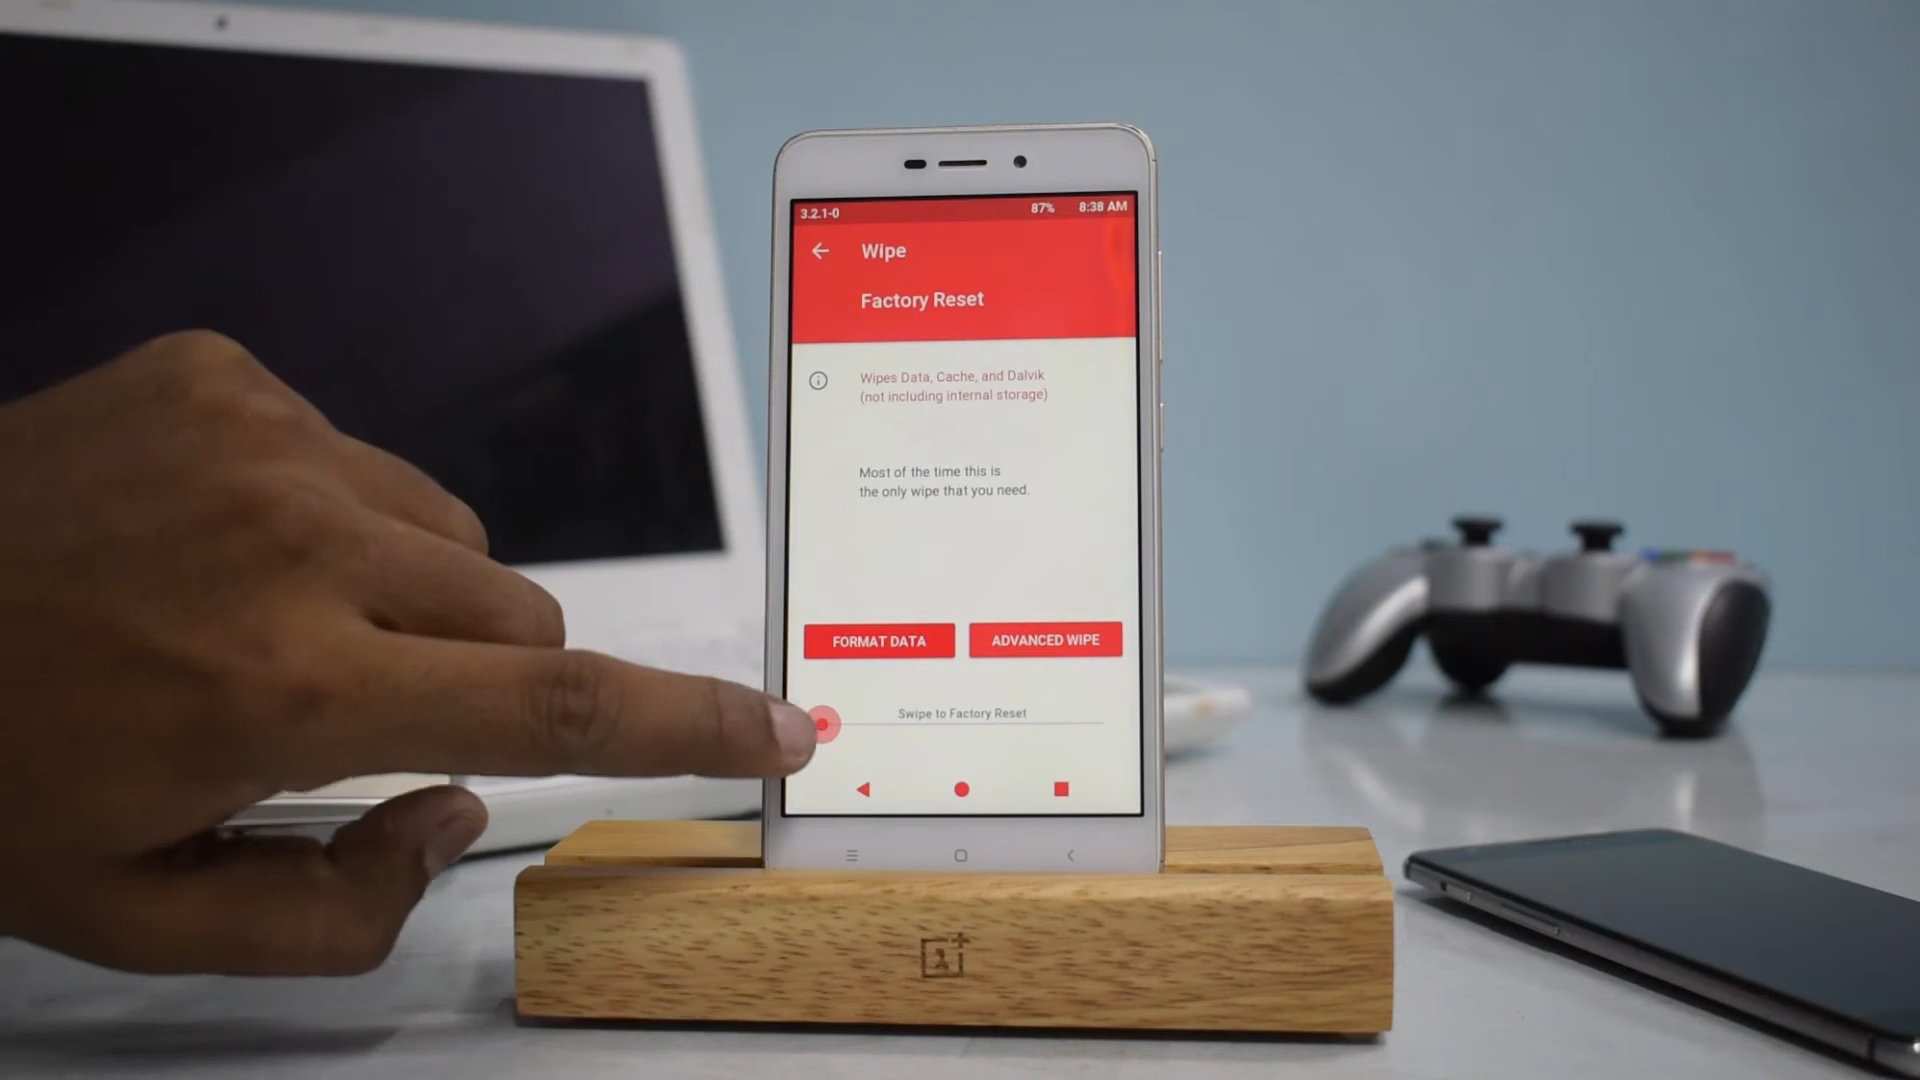 3.2.1-0 87% 8:38 AM
Wipe
Factory Reset
Wipes Data, Cache, and Dalvik
(not including internal storage)
Most of the time this is
the only wipe that you need.
FORMAT DATA ADVANCED WIPE
Swipe to Factory Reset